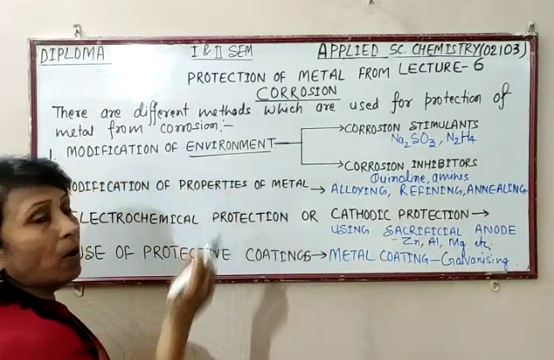 DIPLOMA I & II SEM APPLIED SC. CHEMISTRY(02103)
PROTECTION OF METAL FROM LECTURE-6
CORROSION
There are different methods which are used for protection of
metal from corrosion:-
1. MODIFICATION OF ENVIRONMENT
CORROSION STIMULANTS
Na2SO3, N2H4
CORROSION INHIBITORS
Quinoline, amines
MODIFICATION OF PROPERTIES OF METAL → ALLOYING, REFINING, ANNEALING
ELECTROCHEMICAL PROTECTION OR CATHODIC PROTECTION →
USING SACRIFICIAL ANODE
- Zn, Al, Mg etc.
USE OF PROTECTIVE COATINGS → METAL COATING - Galvanising